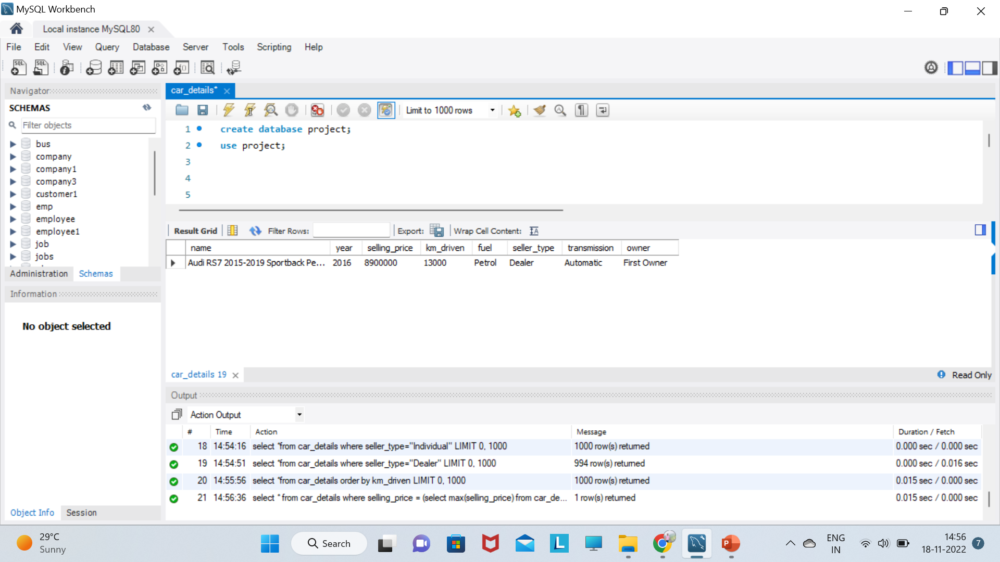 MySQL Workbench
Local instance MySQL80
File Edit View Query Database Server Tools Scripting Help
Navigator
SCHEMAS
Filter objects
bus
company
company1
company3
customer1
emp
employee
employee1
job
jobs
Administration Schemas
Information
No object selected
Object Info Session
car_details*
Limit to 1000 rows
1 create database project;
2 use project;
3
4
5
Result Grid Filter Rows: Export: Wrap Cell Content:
name year selling_price km_driven fuel seller_type transmission owner
Audi RS7 2015-2019 Sportback Pe... 2016 8900000 13000 Petrol Dealer Automatic First Owner
car_details 19 Read Only
Output
Action Output
# Time Action Message Duration / Fetch
18 14:54:16 select *from car_details where seller_type="Individual" LIMIT 0, 1000 1000 row(s) returned 0.000 sec / 0.000 sec
19 14:54:51 select *from car_details where seller_type="Dealer" LIMIT 0, 1000 994 row(s) returned 0.000 sec / 0.016 sec
20 14:55:56 select *from car_details order by km_driven LIMIT 0, 1000 1000 row(s) returned 0.015 sec / 0.000 sec
21 14:56:36 select * from car_details where selling_price = (select max(selling_price) from car_de... 1 row(s) returned 0.015 sec / 0.000 sec
29°C
Sunny
Search
ENG
IN
14:56
18-11-2022
7